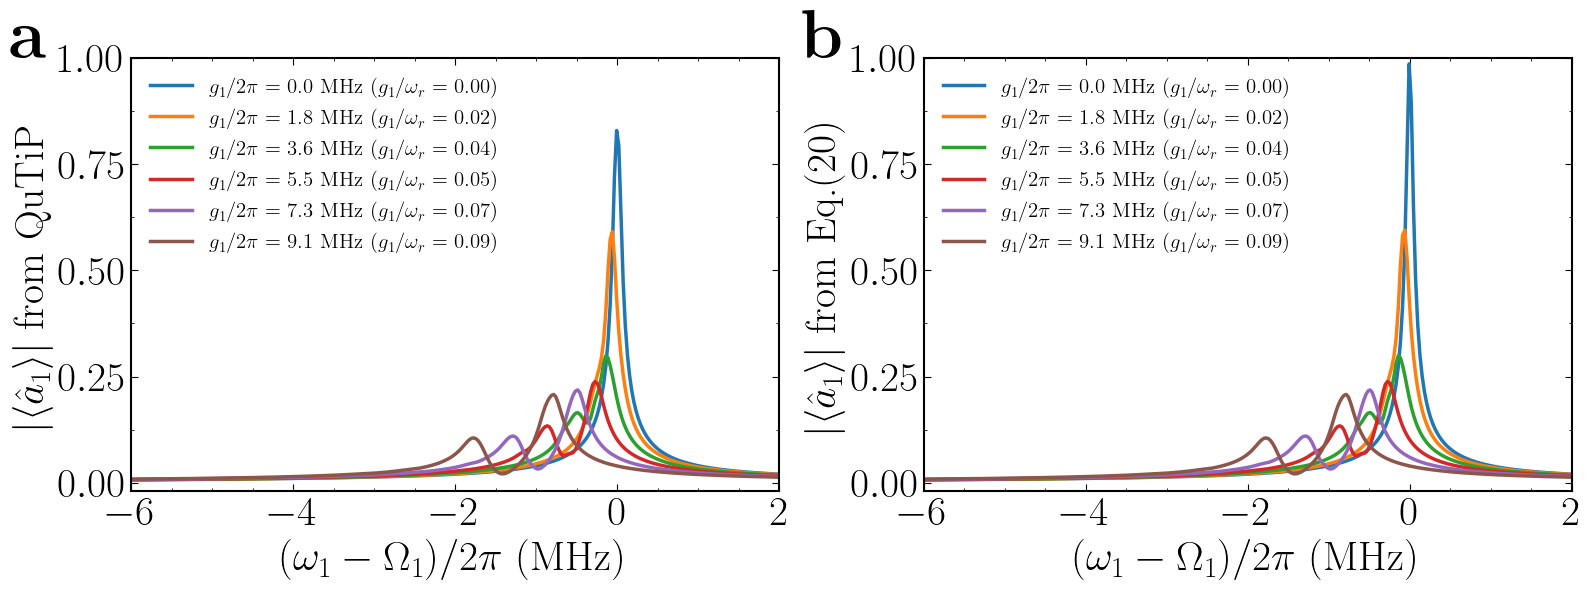 a
1.00
0.75
0.50
0.25
0.00
|⟨â₁⟩| from QuTiP
g₁/2π = 0.0 MHz (g₁/ωᵣ = 0.00)
g₁/2π = 1.8 MHz (g₁/ωᵣ = 0.02)
g₁/2π = 3.6 MHz (g₁/ωᵣ = 0.04)
g₁/2π = 5.5 MHz (g₁/ωᵣ = 0.05)
g₁/2π = 7.3 MHz (g₁/ωᵣ = 0.07)
g₁/2π = 9.1 MHz (g₁/ωᵣ = 0.09)
−6 −4 −2 0 2
(ω₁ − Ω₁)/2π (MHz)
b
1.00
0.75
0.50
0.25
0.00
|⟨â₁⟩| from Eq.(20)
g₁/2π = 0.0 MHz (g₁/ωᵣ = 0.00)
g₁/2π = 1.8 MHz (g₁/ωᵣ = 0.02)
g₁/2π = 3.6 MHz (g₁/ωᵣ = 0.04)
g₁/2π = 5.5 MHz (g₁/ωᵣ = 0.05)
g₁/2π = 7.3 MHz (g₁/ωᵣ = 0.07)
g₁/2π = 9.1 MHz (g₁/ωᵣ = 0.09)
−6 −4 −2 0 2
(ω₁ − Ω₁)/2π (MHz)